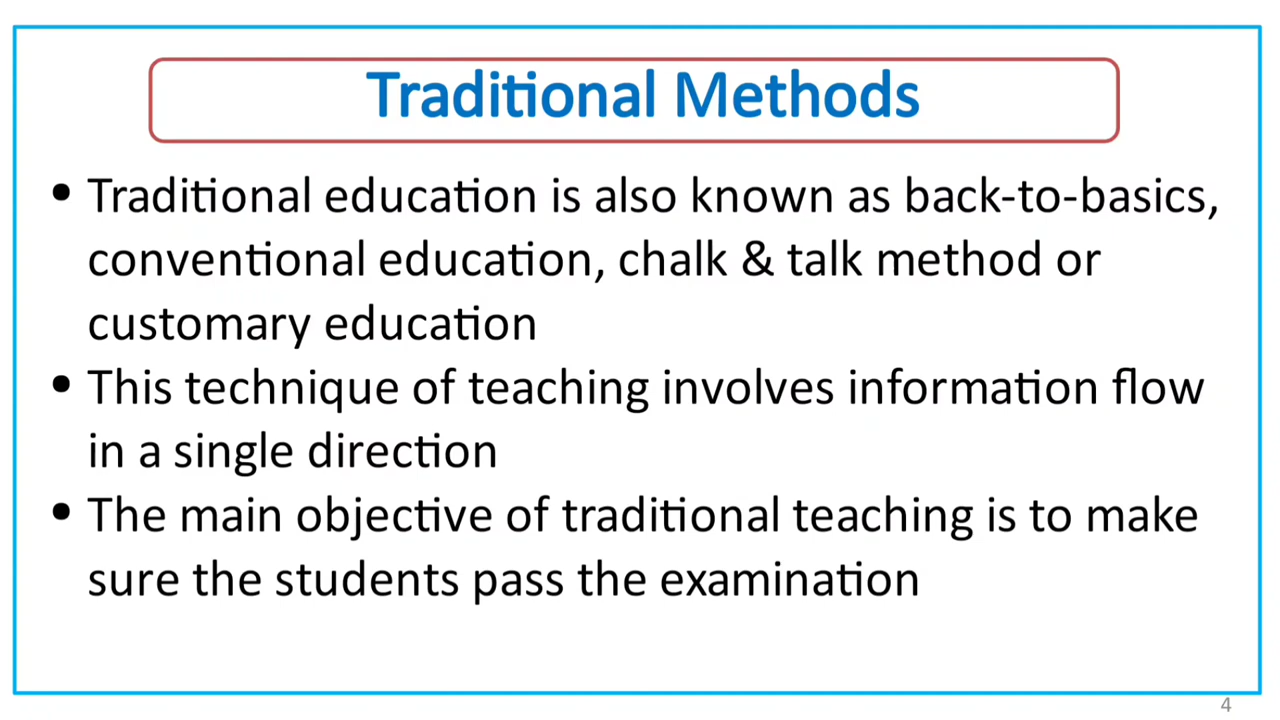 Traditional Methods
• Traditional education is also known as back-to-basics,
conventional education, chalk & talk method or
customary education
• This technique of teaching involves information flow
in a single direction
• The main objective of traditional teaching is to make
sure the students pass the examination
4